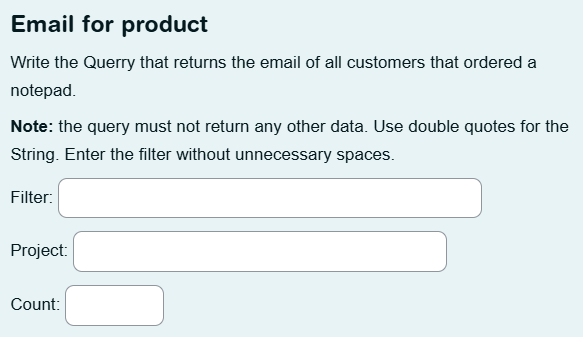 Email for product
Write the Querry that returns the email of all customers that ordered a
notepad.
Note: the query must not return any other data. Use double quotes for the
String. Enter the filter without unnecessary spaces.
Filter:
Project:
Count: